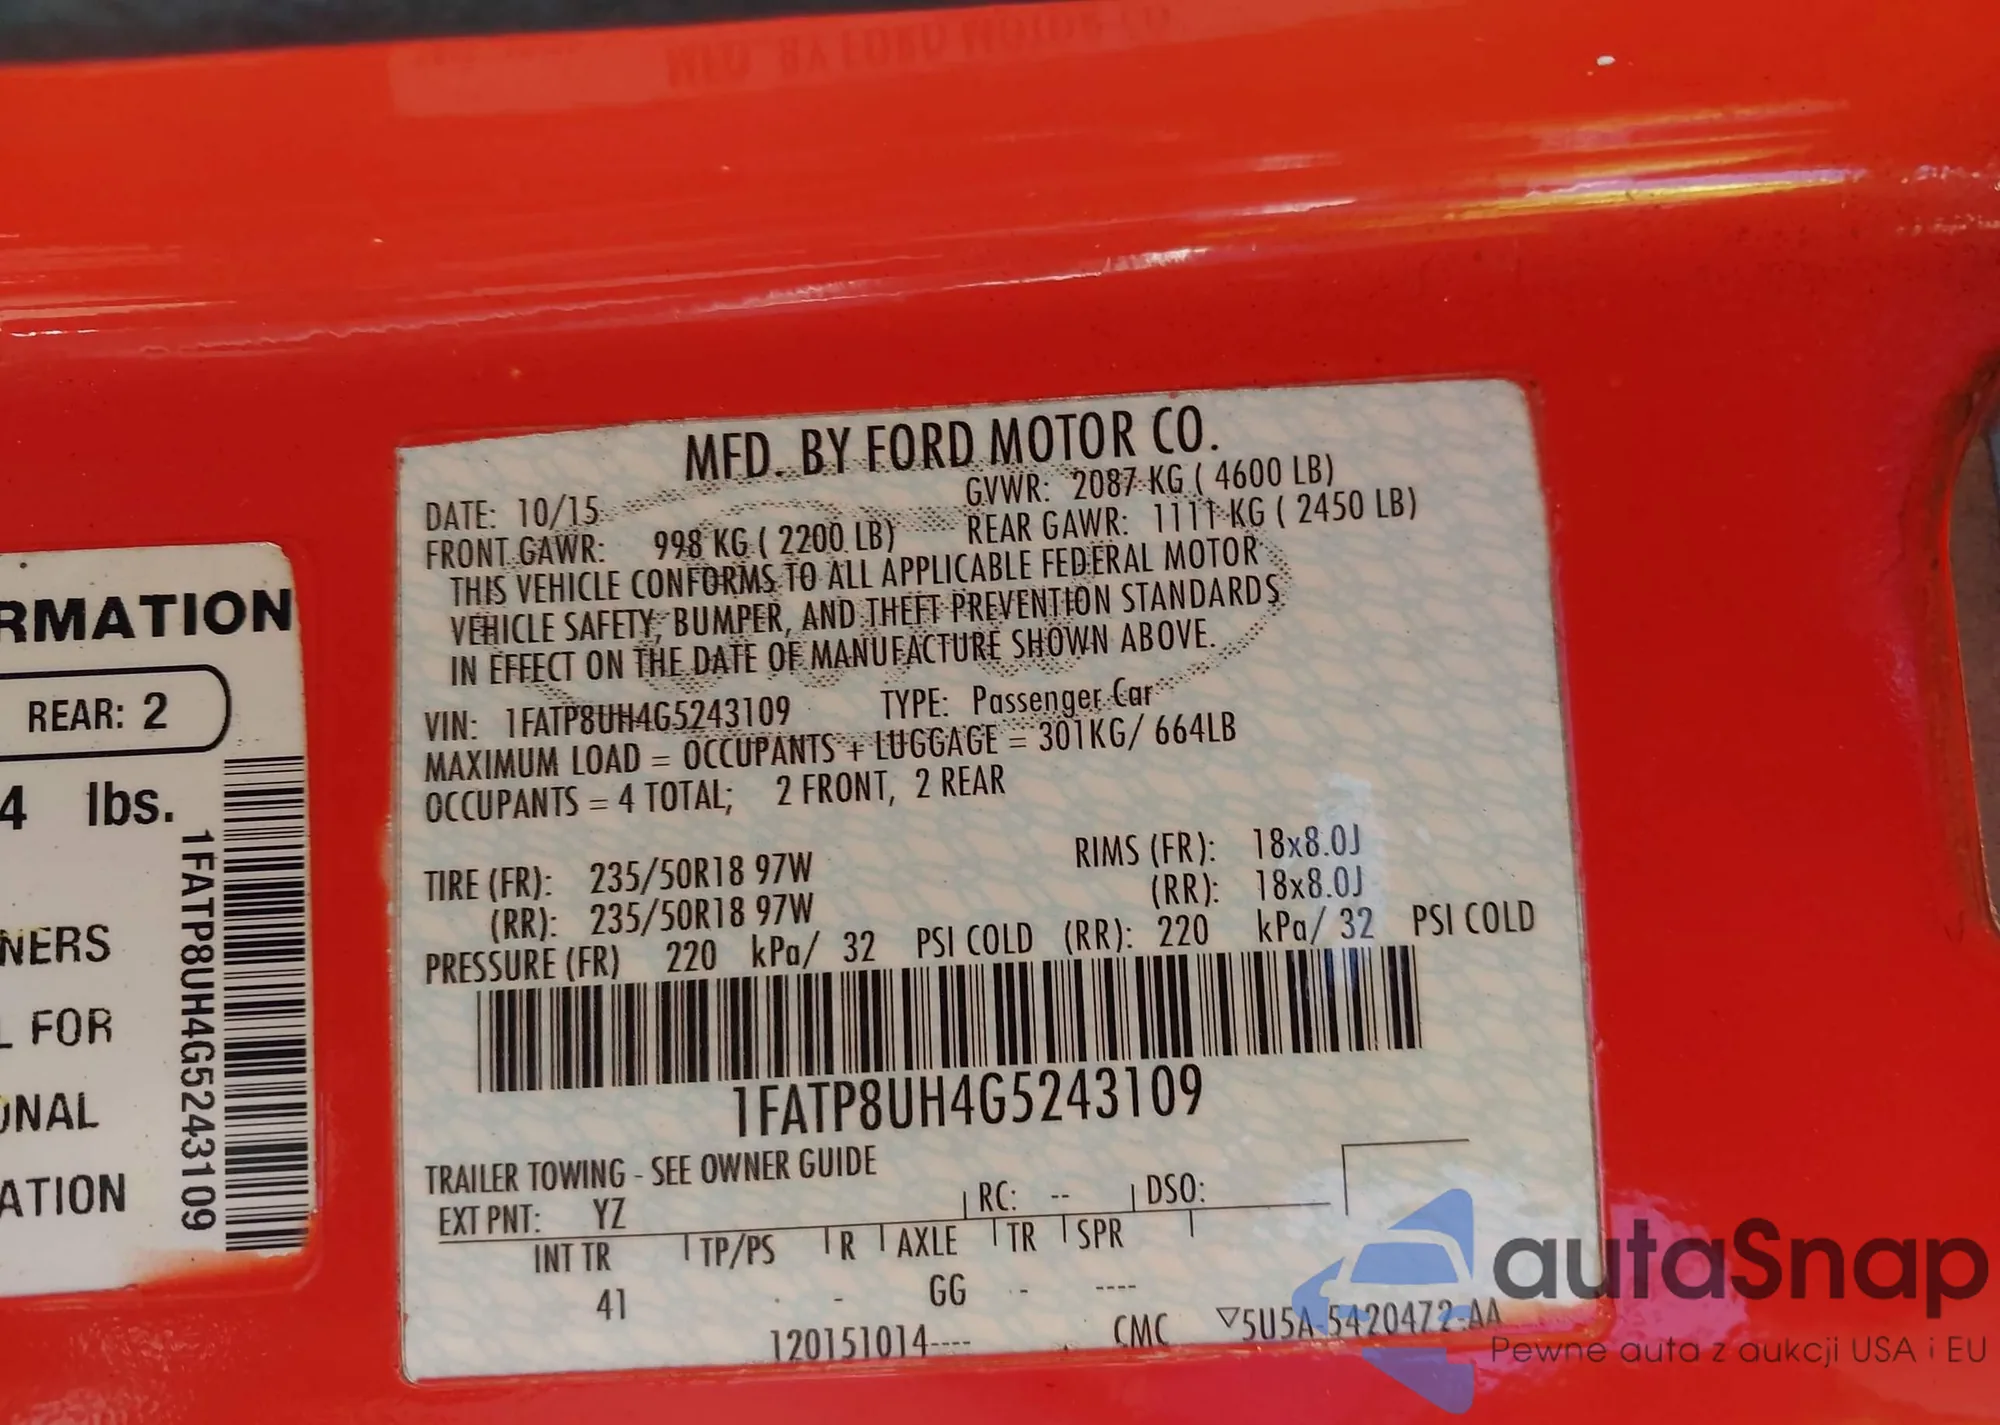 RMATION
REAR: 2
4 lbs.
NERS
L FOR
ONAL
ATION
1FATP8UH4G5243109
MFD. BY FORD MOTOR CO.
DATE: 10/15 GVWR: 2087 KG ( 4600 LB)
FRONT GAWR: 998 KG ( 2200 LB) REAR GAWR: 1111 KG ( 2450 LB)
THIS VEHICLE CONFORMS TO ALL APPLICABLE FEDERAL MOTOR
VEHICLE SAFETY, BUMPER, AND THEFT PREVENTION STANDARDS
IN EFFECT ON THE DATE OF MANUFACTURE SHOWN ABOVE.
VIN: 1FATP8UH4G5243109 TYPE: Passenger Car
MAXIMUM LOAD = OCCUPANTS + LUGGAGE = 301KG/ 664LB
OCCUPANTS = 4 TOTAL; 2 FRONT, 2 REAR
TIRE (FR): 235/50R18 97W RIMS (FR): 18x8.0J
(RR): 235/50R18 97W (RR): 18x8.0J
PRESSURE (FR) 220 kPa/ 32 PSI COLD (RR): 220 kPa/ 32 PSI COLD
1FATP8UH4G5243109
TRAILER TOWING - SEE OWNER GUIDE
EXT PNT: YZ RC: -- DSO:
INT TR TP/PS R AXLE TR SPR
41 - - GG - ----
120151014---- CMC ▽5U5A-5420472-AA
autaSnap
Pewne auta z aukcji USA i EU